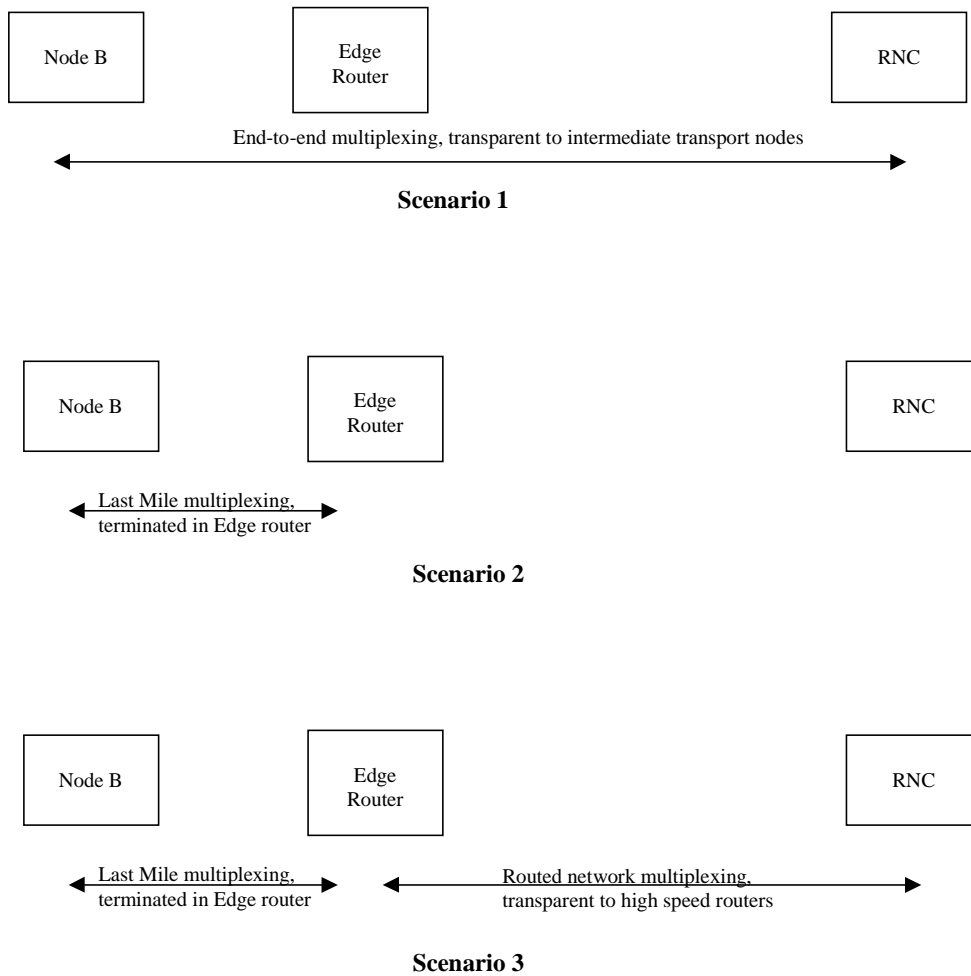 Node B
Edge
Router
RNC
End-to-end multiplexing, transparent to intermediate transport nodes
Scenario 1
Node B
Edge
Router
RNC
Last Mile multiplexing,
terminated in Edge router
Scenario 2
Node B
Edge
Router
RNC
Last Mile multiplexing,
terminated in Edge router
Routed network multiplexing,
transparent to high speed routers
Scenario 3